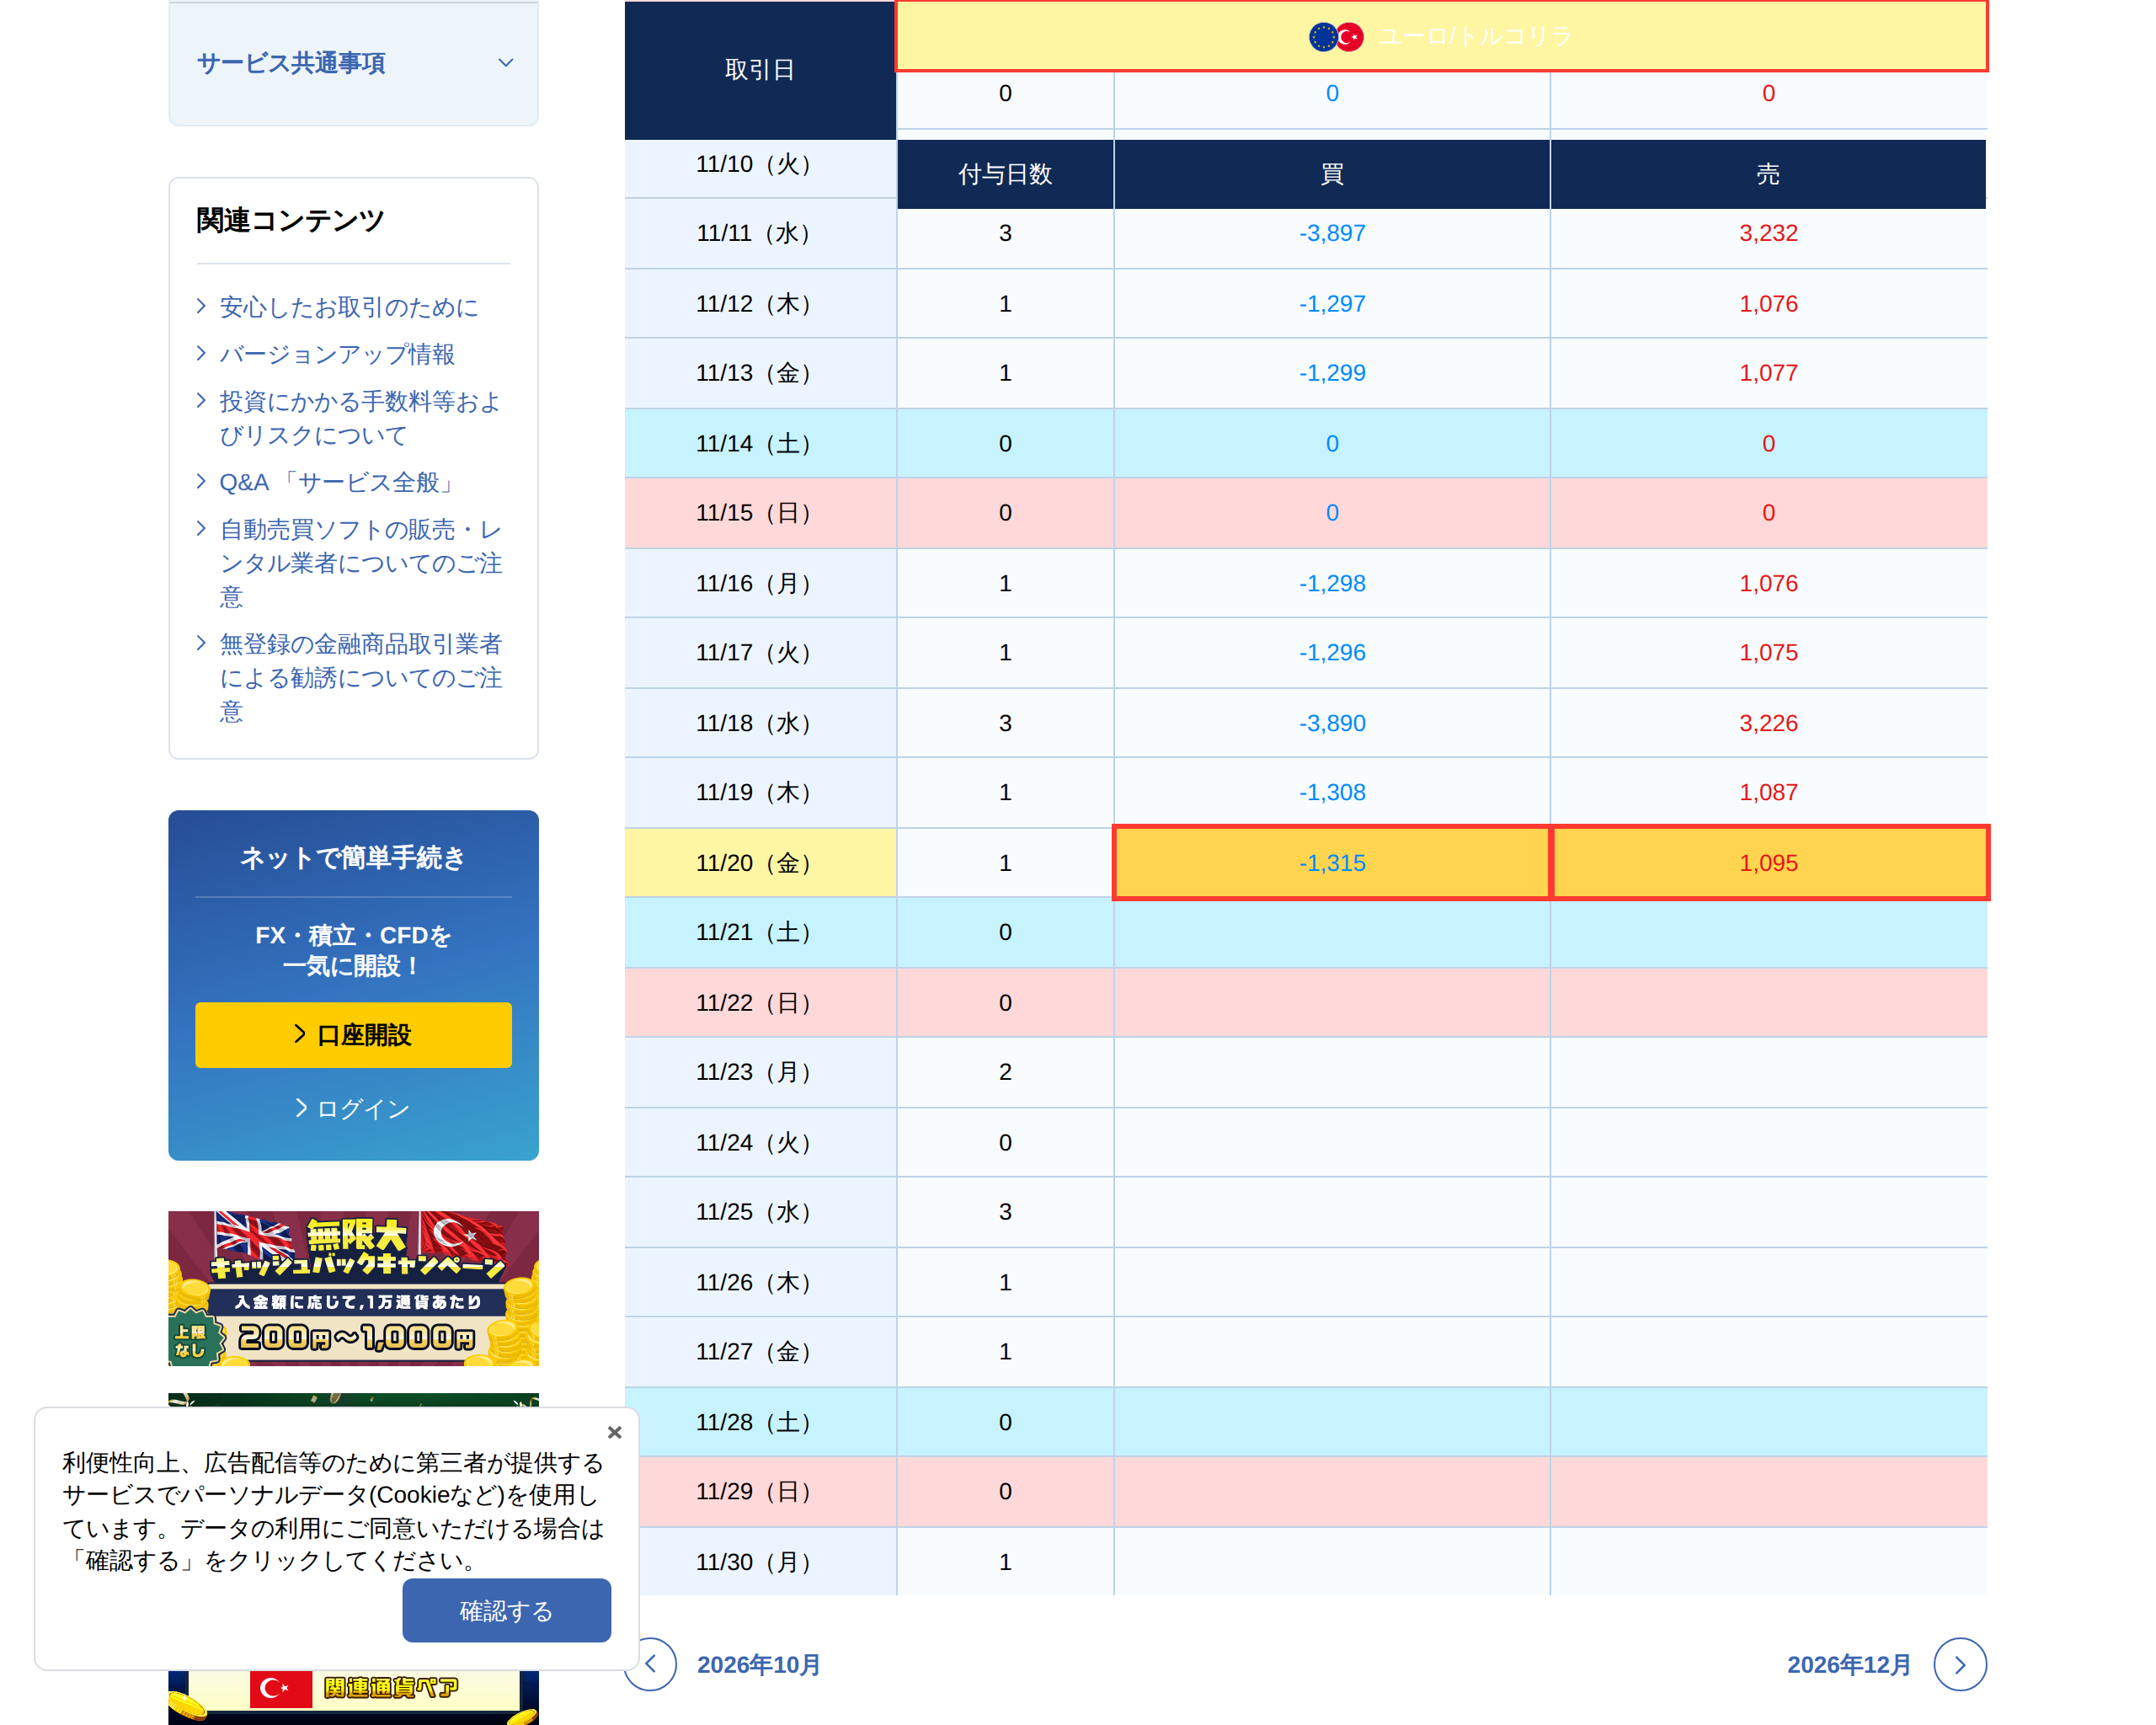 サービス共通事項
関連コンテンツ
安心したお取引のために
バージョンアップ情報
投資にかかる手数料等およ
びリスクについて
Q&A 「サービス全般」
自動売買ソフトの販売・レ
ンタル業者についてのご注
意
無登録の金融商品取引業者
による勧誘についてのご注
意
ネットで簡単手続き
FX・積立・CFDを
一気に開設！
口座開設
ログイン
無限大
キャッシュバックキャンペーン
入金額に応じて,1万通貨あたり
上限
なし
200円～1,000円
利便性向上、広告配信等のために第三者が提供する
サービスでパーソナルデータ(Cookieなど)を使用し
ています。データの利用にご同意いただける場合は
「確認する」をクリックしてください。
確認する
関連通貨ペア
取引日 ユーロ/トルコリラ
0 0 0
付与日数 買 売
11/10（火）
11/11（水） 3 -3,897 3,232
11/12（木） 1 -1,297 1,076
11/13（金） 1 -1,299 1,077
11/14（土） 0 0 0
11/15（日） 0 0 0
11/16（月） 1 -1,298 1,076
11/17（火） 1 -1,296 1,075
11/18（水） 3 -3,890 3,226
11/19（木） 1 -1,308 1,087
11/20（金） 1 -1,315 1,095
11/21（土） 0
11/22（日） 0
11/23（月） 2
11/24（火） 0
11/25（水） 3
11/26（木） 1
11/27（金） 1
11/28（土） 0
11/29（日） 0
11/30（月） 1
2026年10月
2026年12月